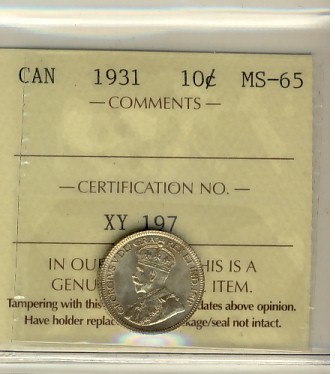 CAN 1931 10¢ MS-65
— COMMENTS —
— CERTIFICATION NO. —
XY 197
IN OU HIS IS A
GENU ITEM.
Tampering with this dates above opinion.
Have holder replac kage/seal not intact.